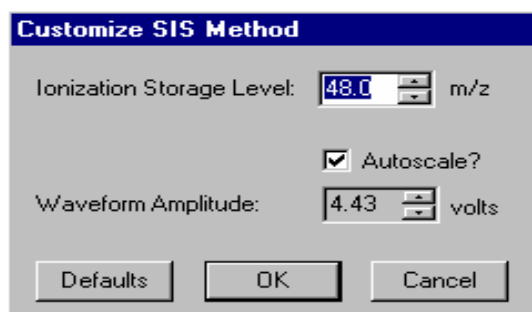 Customize SIS Method
Ionization Storage Level: 48.0 m/z
Autoscale?
Waveform Amplitude: 4.43 volts
Defaults OK Cancel